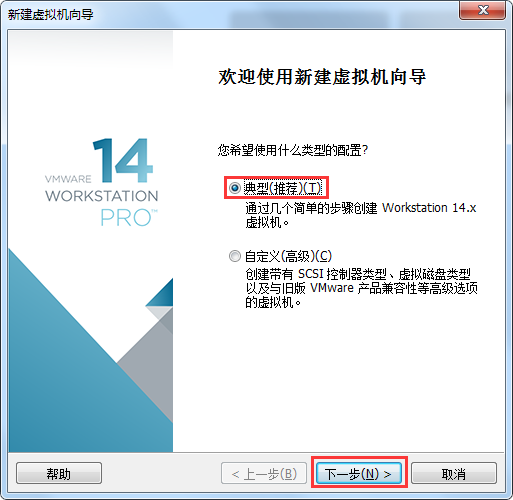 新建虚拟机向导
欢迎使用新建虚拟机向导
VMWARE 14
WORKSTATION
PRO™
您希望使用什么类型的配置?
典型(推荐)(T)
通过几个简单的步骤创建 Workstation 14.x
虚拟机。
自定义(高级)(C)
创建带有 SCSI 控制器类型、虚拟磁盘类型
以及与旧版 VMware 产品兼容性等高级选项
的虚拟机。
帮助
< 上一步(B)
下一步(N) >
取消